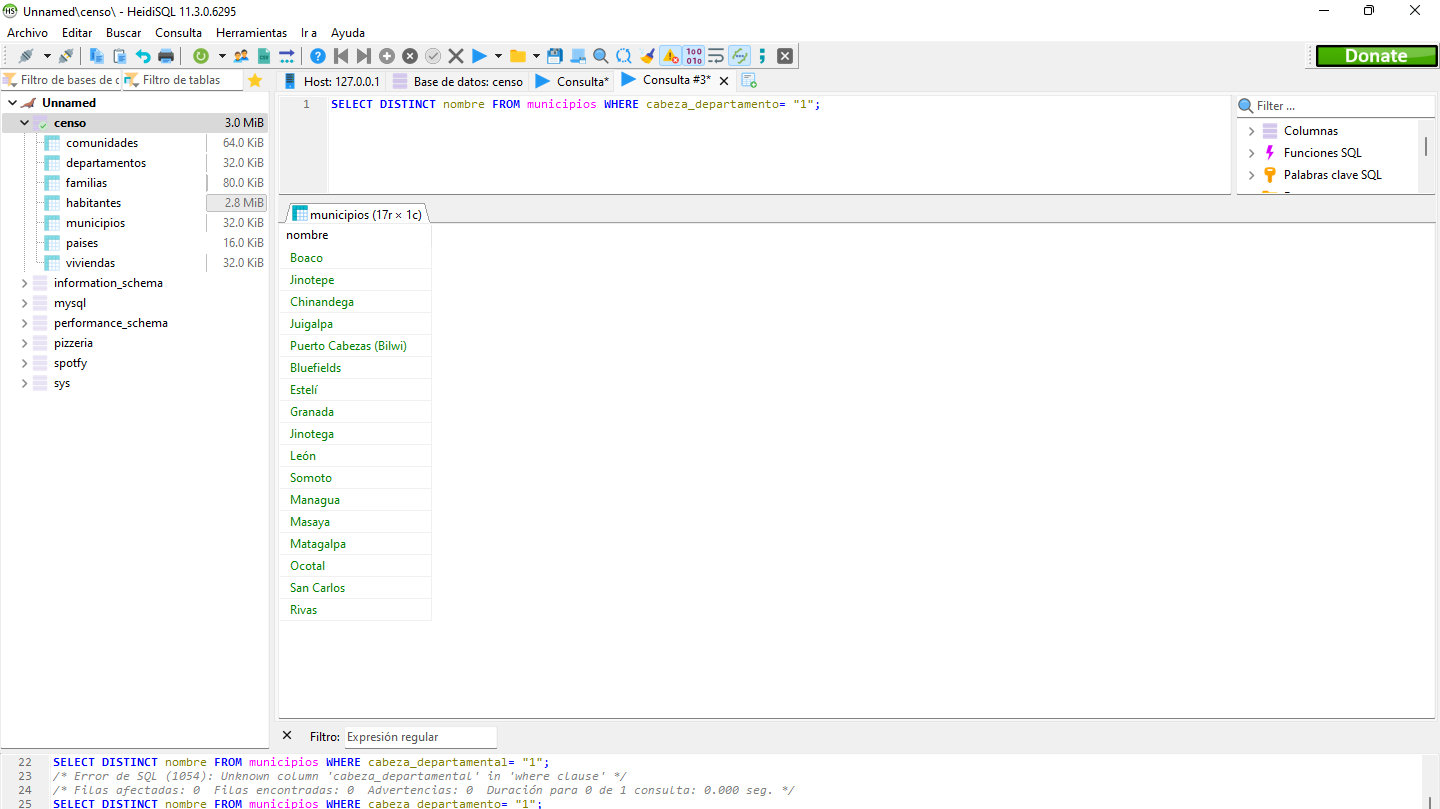 Unnamed\censo\ - HeidiSQL 11.3.0.6295
Archivo Editar Buscar Consulta Herramientas Ir a Ayuda
Donate
Filtro de bases de c Filtro de tablas
Host: 127.0.0.1 Base de datos: censo Consulta* Consulta #3*
Unnamed
censo 3.0 MiB
comunidades 64.0 KiB
departamentos 32.0 KiB
familias 80.0 KiB
habitantes 2.8 MiB
municipios 32.0 KiB
paises 16.0 KiB
viviendas 32.0 KiB
information_schema
mysql
performance_schema
pizzeria
spotfy
sys
1 SELECT DISTINCT nombre FROM municipios WHERE cabeza_departamento= "1";
Filter ...
Columnas
Funciones SQL
Palabras clave SQL
municipios (17r × 1c)
nombre
Boaco
Jinotepe
Chinandega
Juigalpa
Puerto Cabezas (Bilwi)
Bluefields
Estelí
Granada
Jinotega
León
Somoto
Managua
Masaya
Matagalpa
Ocotal
San Carlos
Rivas
Filtro: Expresión regular
22 SELECT DISTINCT nombre FROM municipios WHERE cabeza_departamental= "1";
23 /* Error de SQL (1054): Unknown column 'cabeza_departamental' in 'where clause' */
24 /* Filas afectadas: 0 Filas encontradas: 0 Advertencias: 0 Duración para 0 de 1 consulta: 0.000 seg. */
25 SELECT DISTINCT nombre FROM municipios WHERE cabeza_departamento= "1";